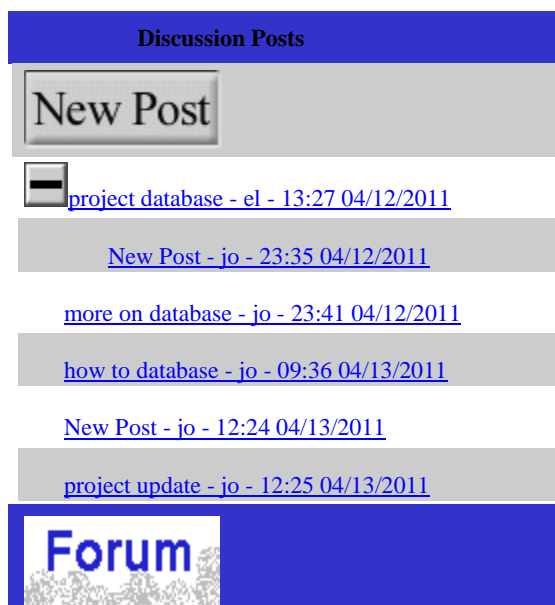 Discussion Posts
New Post
project database - el - 13:27 04/12/2011
New Post - jo - 23:35 04/12/2011
more on database - jo - 23:41 04/12/2011
how to database - jo - 09:36 04/13/2011
New Post - jo - 12:24 04/13/2011
project update - jo - 12:25 04/13/2011
Forum